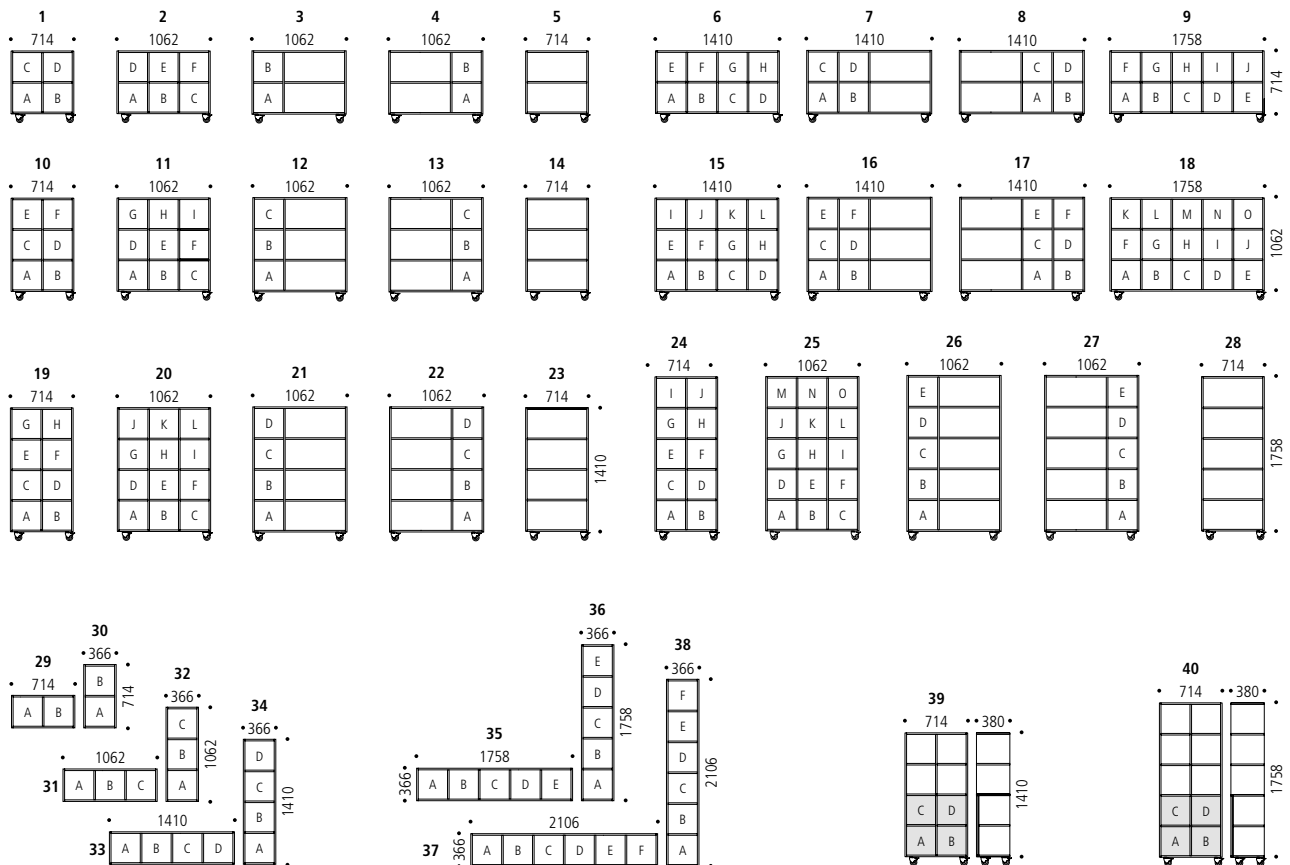 1 2 3 4 5 6 7 8 9
714 1062 1062 1062 714 1410 1410 1410 1758
C D D E F B B E F G H C D C D F G H I J
714
A B A B C A A A B C D A B A B A B C D E
10 11 12 13 14 15 16 17 18
714 1062 1062 1062 714 1410 1410 1410 1758
E F G H I C C I J K L E F E F K L M N O
C D D E F B B E F G H C D C D F G H I J
1062
A B A B C A A A B C D A B A B A B C D E
24 25 26 27 28
714 1062 1062 1062 714
19 20 21 22 23
714 1062 1062 1062 714
I J M N O E E
G H J K L D D G H J K L D D
E F G H I C C E F G H I C C
1410 1758
C D D E F B B C D D E F B B
A B A B C A A A B A B C A A
36
366
30
366
38
366
29
714
32
366
40
714 380
B E F
714
A B A
39
714 380
34
366
D E
C C D
1758
35
1758
B B C
1062 2106
31
1062
A B C A D
366
A B C D E A
C
1410
33
1410
B
37
2106
B
C D
1410
C D
1758
A B C D A
366
A B C D E F A
A B
A B